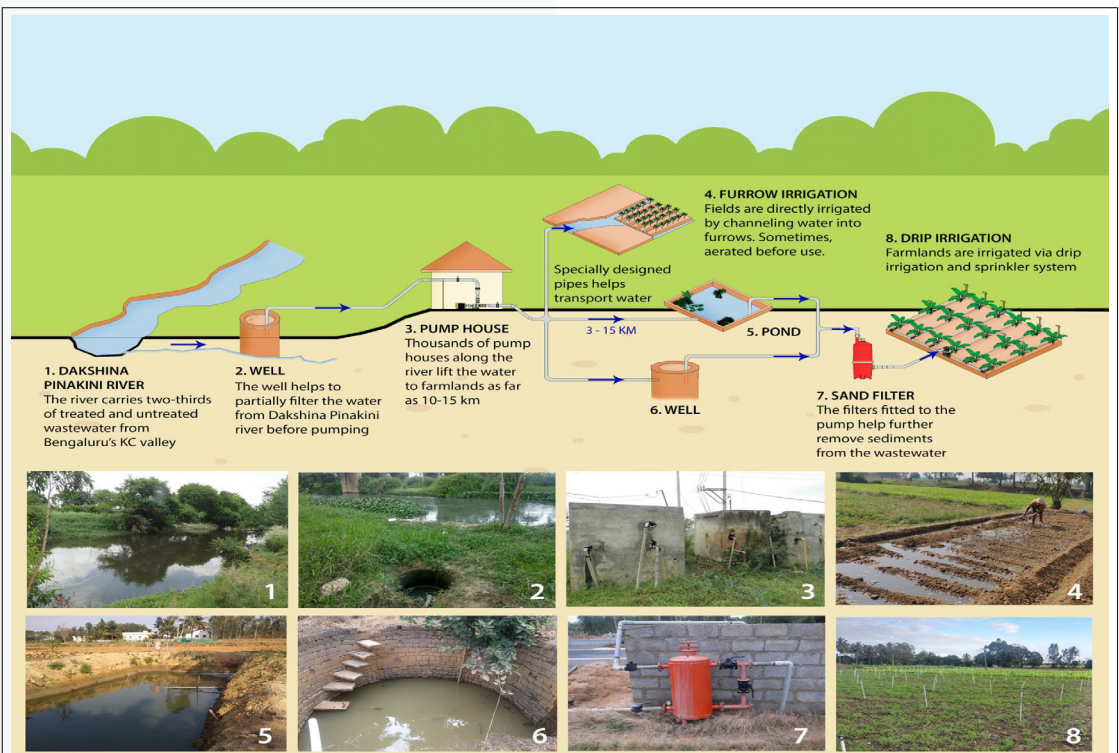 4. FURROW IRRIGATION
Fields are directly irrigated
by channeling water into
furrows. Sometimes,
aerated before use.
8. DRIP IRRIGATION
Farmlands are irrigated via drip
irrigation and sprinkler system
Specially designed
pipes helps
transport water
3 - 15 KM
5. POND
1. DAKSHINA
PINAKINI RIVER
The river carries two-thirds
of treated and untreated
wastewater from
Bengaluru's KC valley
2. WELL
The well helps to
partially filter the water
from Dakshina Pinakini
river before pumping
3. PUMP HOUSE
Thousands of pump
houses along the
river lift the water
to farmlands as far
as 10-15 km
6. WELL
7. SAND FILTER
The filters fitted to the
pump help further
remove sediments
from the wastewater
1
2
3
4
5
6
7
8